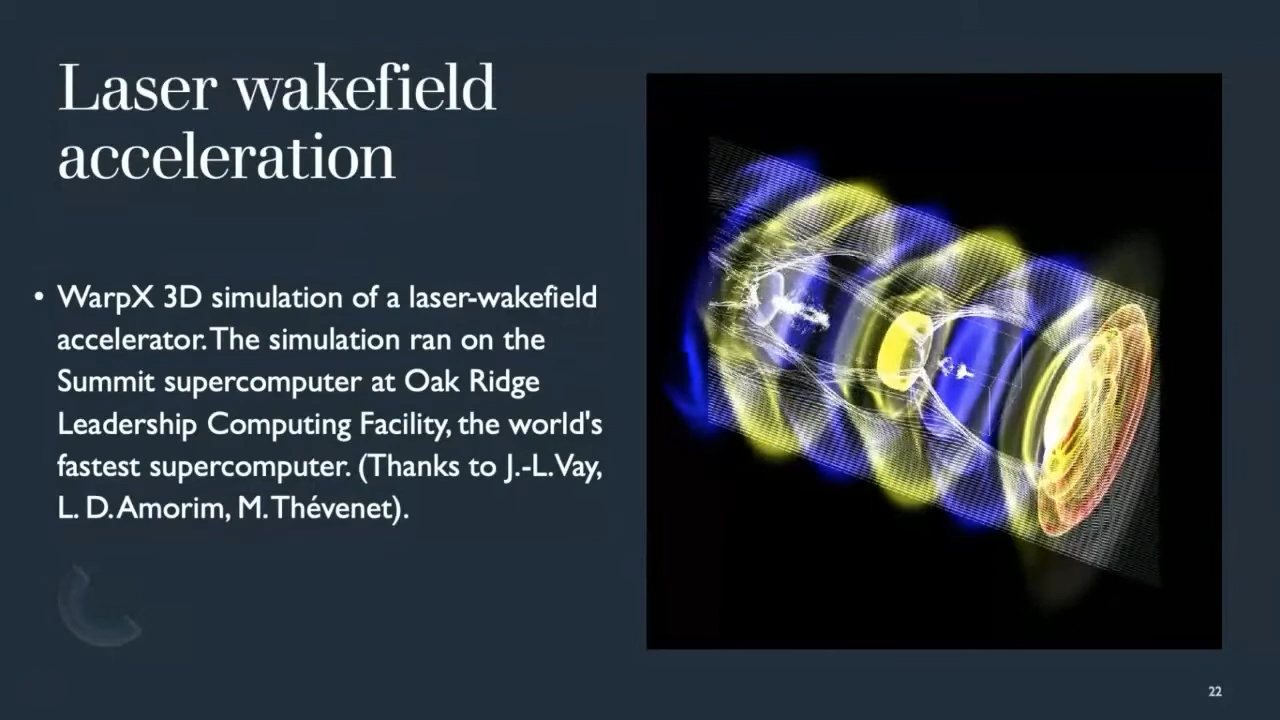 Laser wakefield
acceleration
• WarpX 3D simulation of a laser-wakefield
accelerator. The simulation ran on the
Summit supercomputer at Oak Ridge
Leadership Computing Facility, the world's
fastest supercomputer. (Thanks to J.-L. Vay,
L. D. Amorim, M. Thévenet).
22